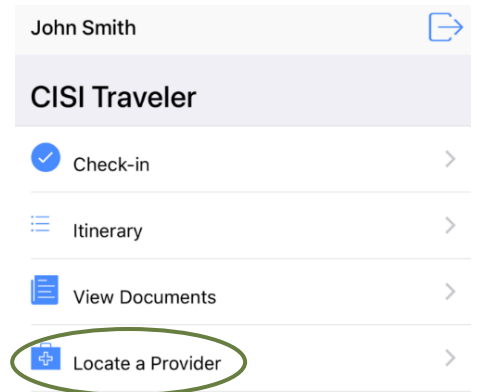 John Smith
CISI Traveler
Check-in
Itinerary
View Documents
Locate a Provider